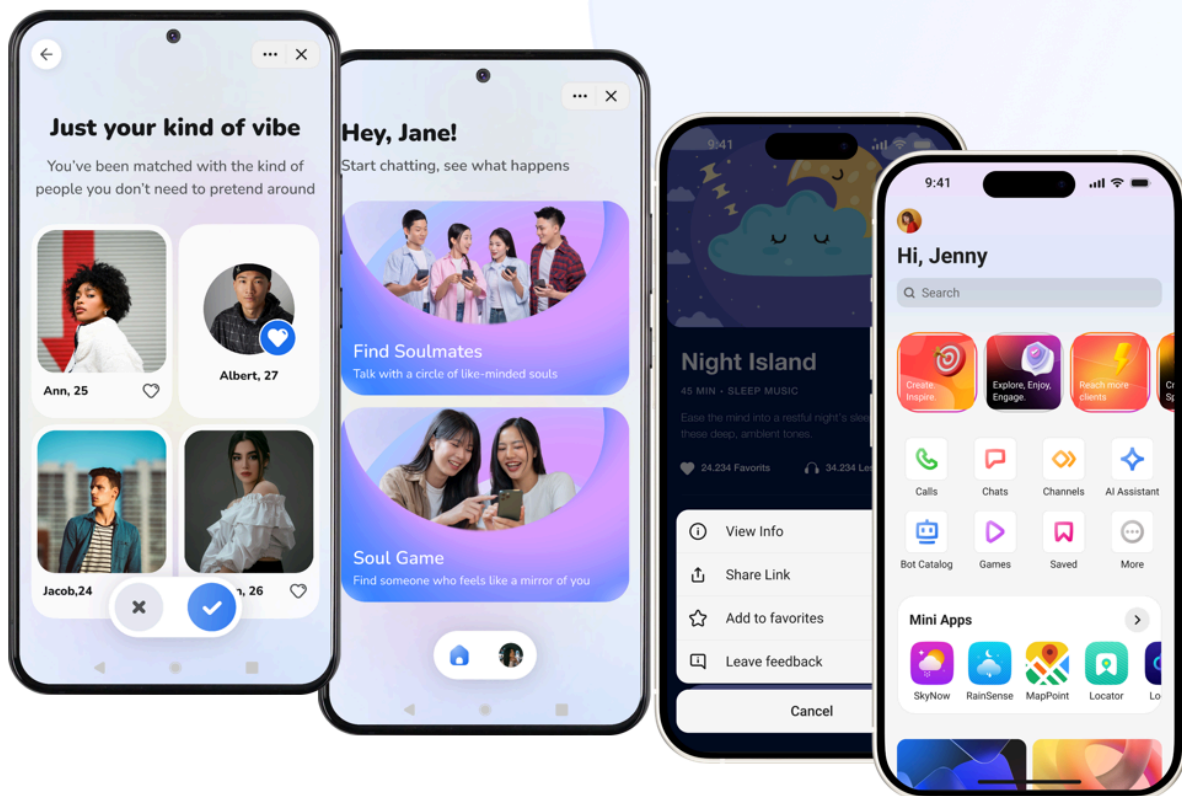 Just your kind of vibe
You've been matched with the kind of
people you don't need to pretend around
Ann, 25
Albert, 27
Jacob,24
, 26
Hey, Jane!
Start chatting, see what happens
Find Soulmates
Talk with a circle of like-minded souls
Soul Game
Find someone who feels like a mirror of you
9:41
Night Island
45 MIN • SLEEP MUSIC
Ease the mind into a restful night's
these deep, ambient tones.
24.234 Favorits
34.234
View Info
Share Link
Add to favorites
Leave feedback
Cancel
9:41
Hi, Jenny
Search
Create.
Inspire.
Explore, Enjoy,
Engage.
Reach more
clients
Calls
Chats
Channels
AI Assistant
Bot Catalog
Games
Saved
More
Mini Apps
SkyNow
RainSense
MapPoint
Locator